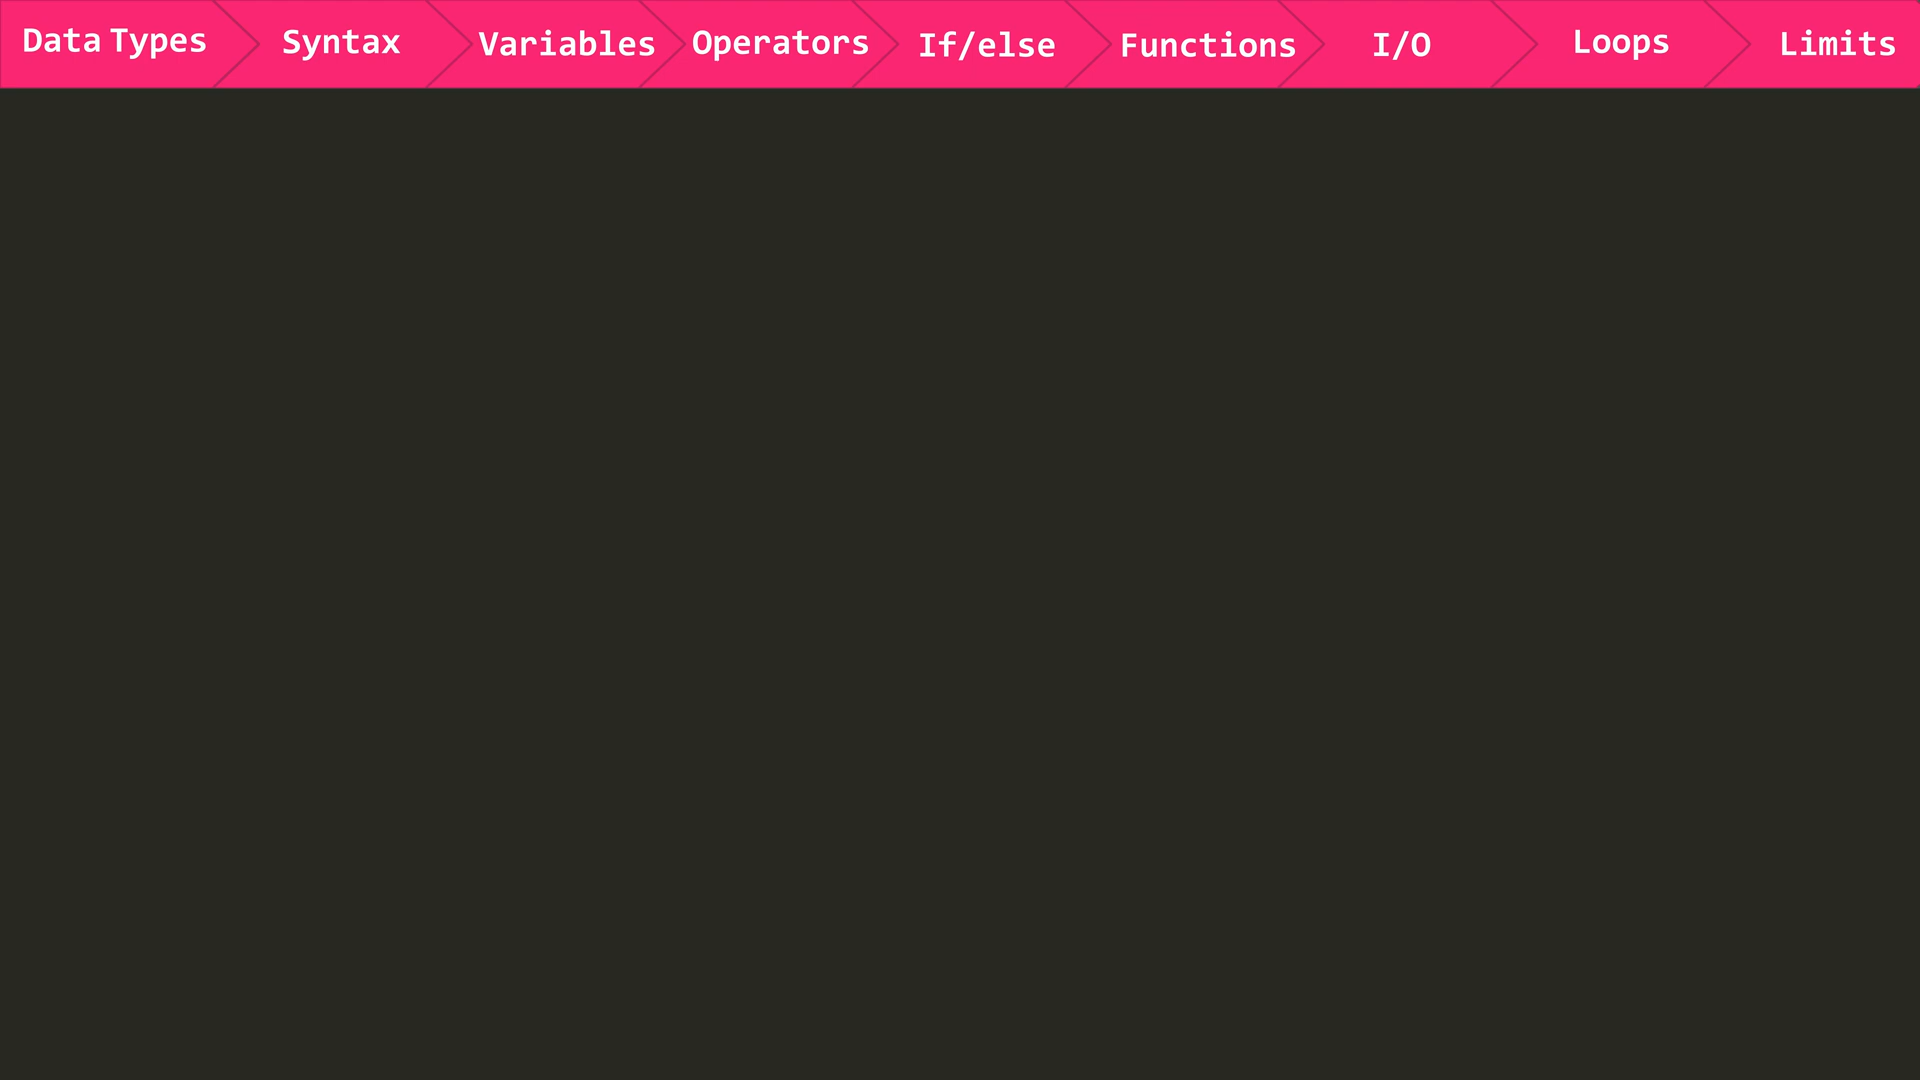 Data Types Syntax Variables Operators If/else Functions I/O Loops Limits